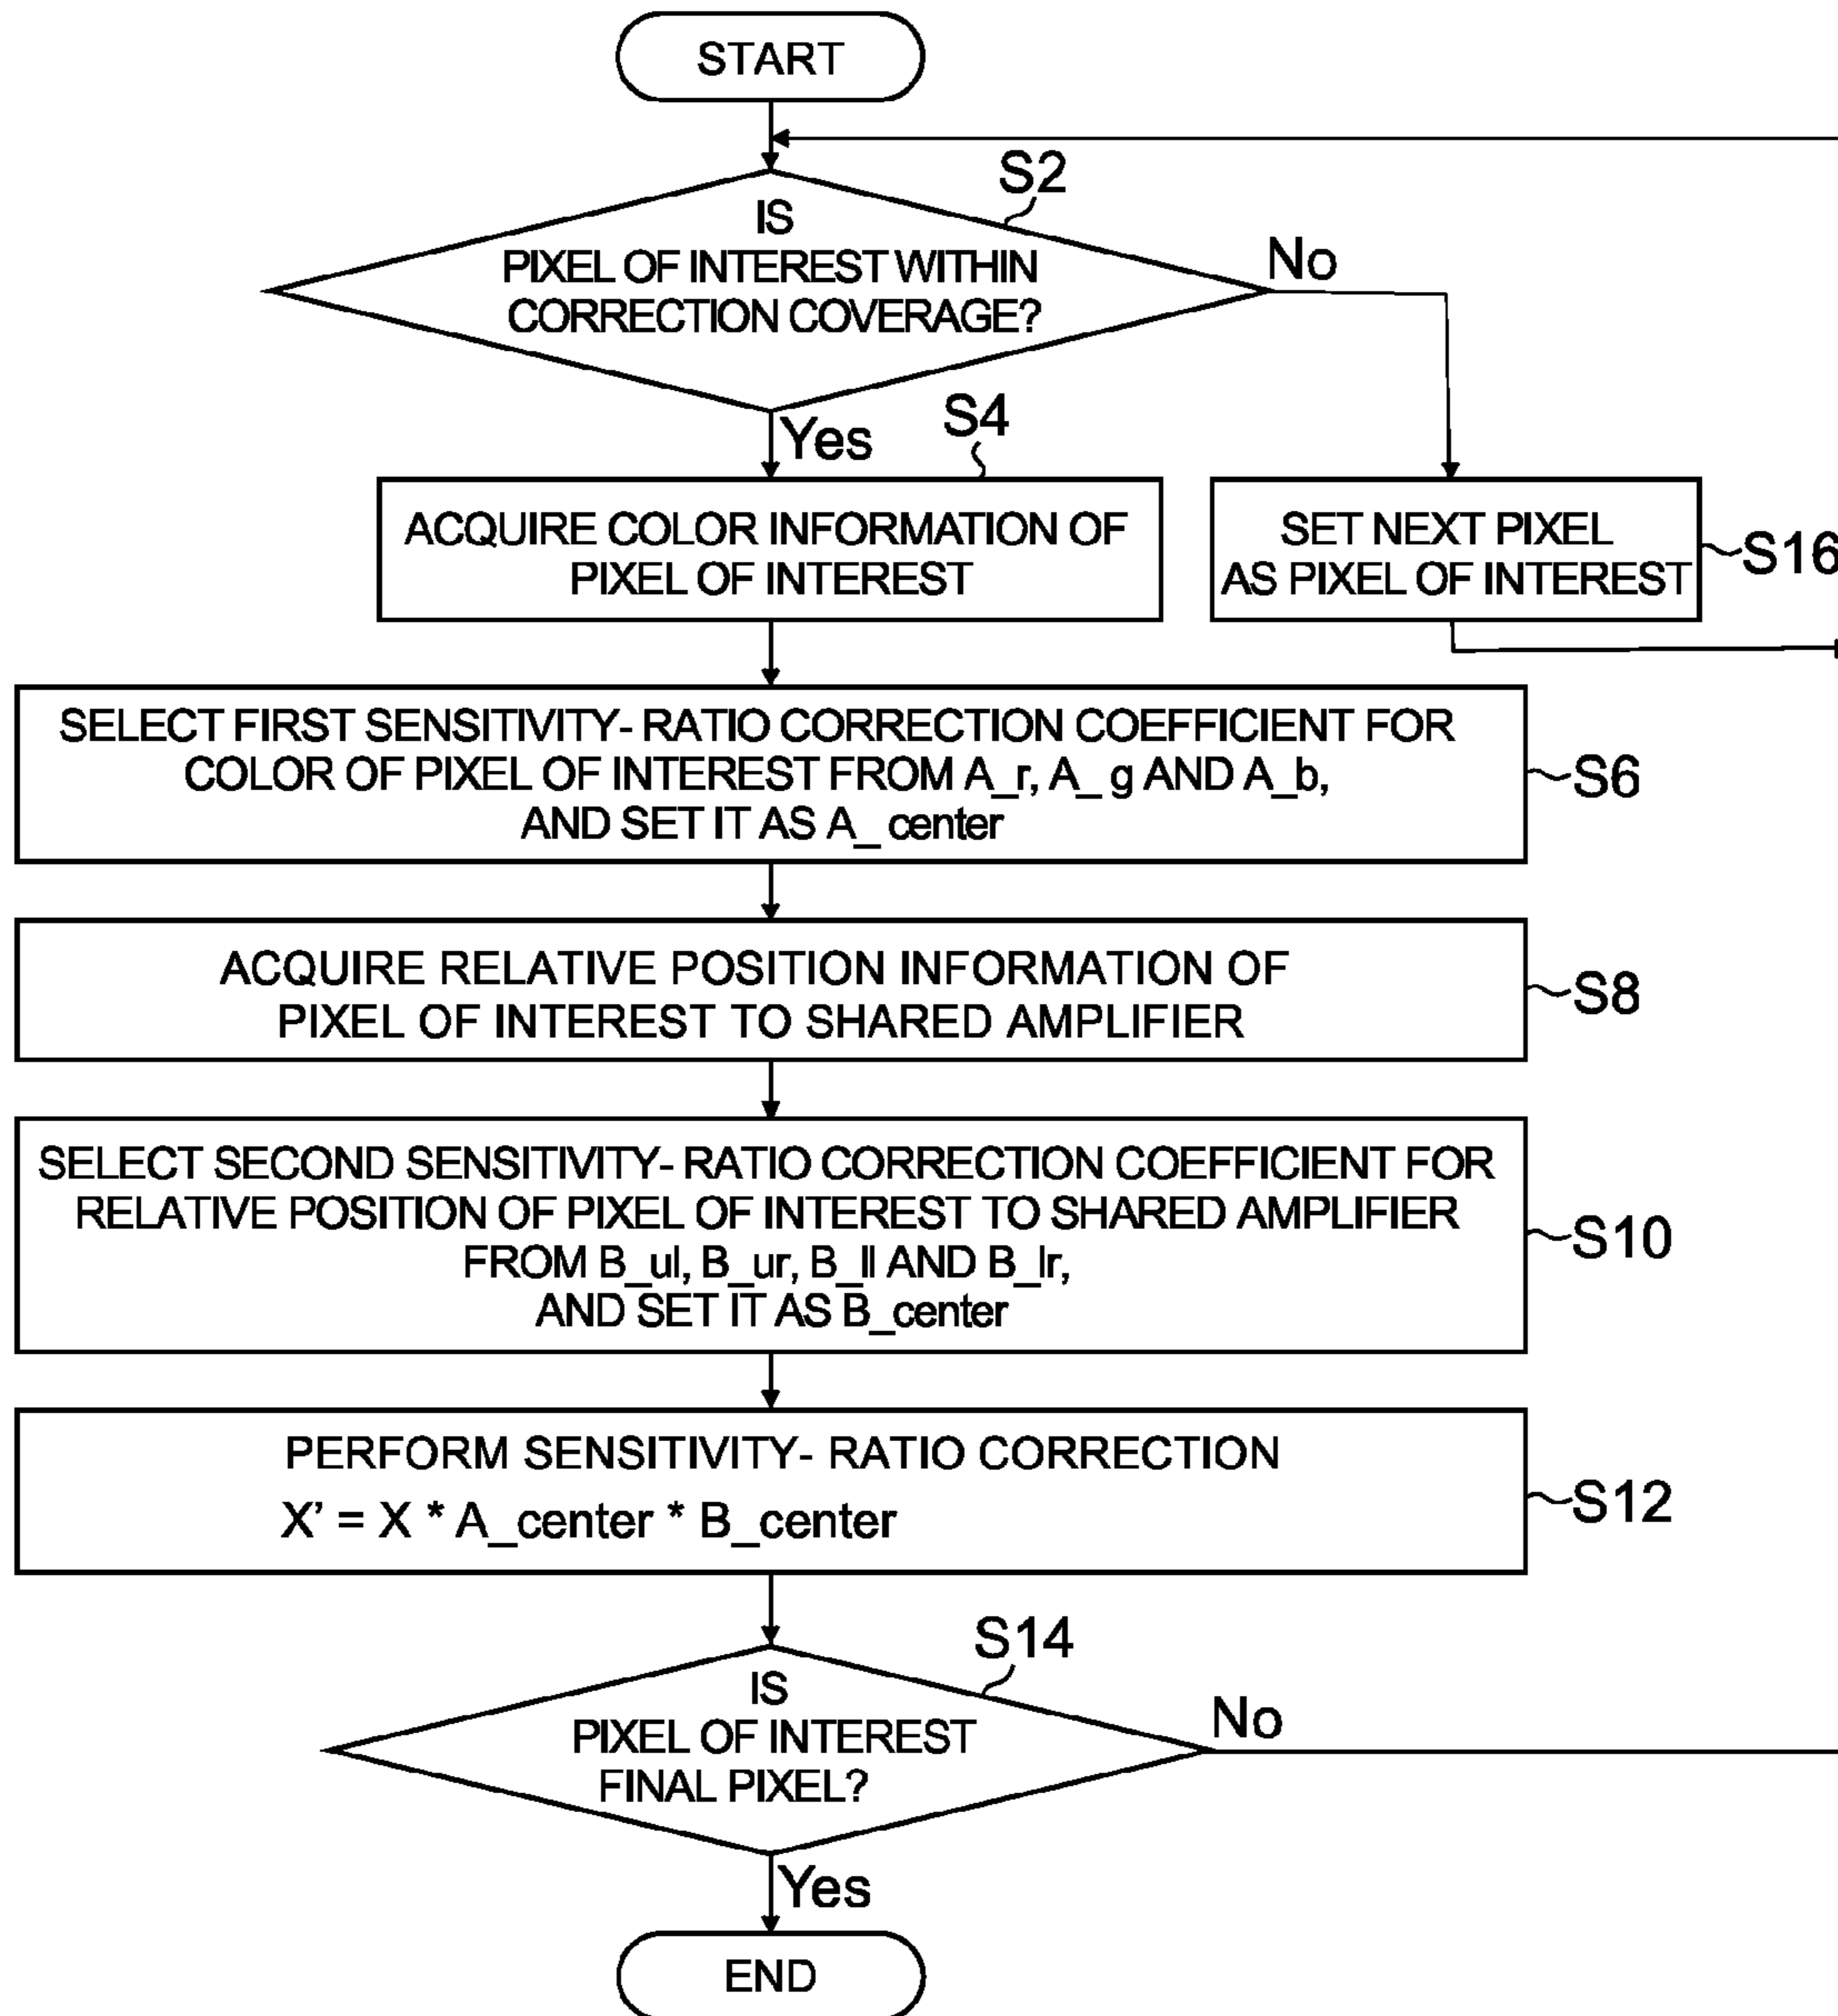 START
S2
IS
PIXEL OF INTEREST WITHIN
CORRECTION COVERAGE?
No
Yes
S4
ACQUIRE COLOR INFORMATION OF
PIXEL OF INTEREST
SET NEXT PIXEL
AS PIXEL OF INTEREST
S16
SELECT FIRST SENSITIVITY- RATIO CORRECTION COEFFICIENT FOR
COLOR OF PIXEL OF INTEREST FROM A_r, A_ g AND A_b,
AND SET IT AS A_ center
S6
ACQUIRE RELATIVE POSITION INFORMATION OF
PIXEL OF INTEREST TO SHARED AMPLIFIER
S8
SELECT SECOND SENSITIVITY- RATIO CORRECTION COEFFICIENT FOR
RELATIVE POSITION OF PIXEL OF INTEREST TO SHARED AMPLIFIER
FROM B_ul, B_ur, B_ll AND B_lr,
AND SET IT AS B_center
S10
PERFORM SENSITIVITY- RATIO CORRECTION
X' = X * A_center * B_center
S12
S14
IS
PIXEL OF INTEREST
FINAL PIXEL?
No
Yes
END